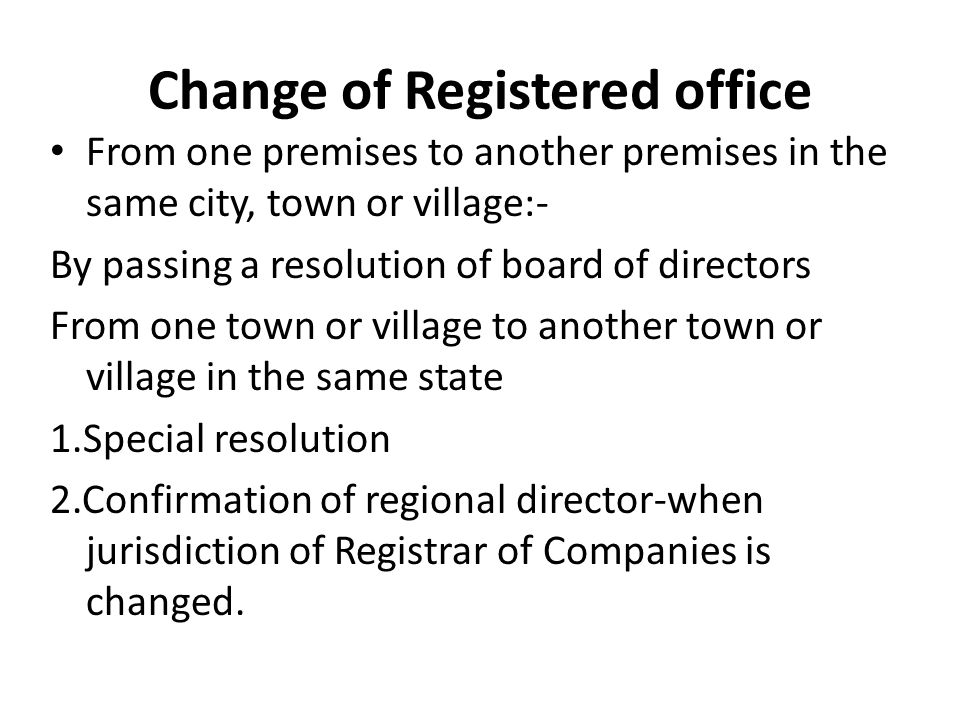 Change of Registered office
• From one premises to another premises in the
same city, town or village:-
By passing a resolution of board of directors
From one town or village to another town or
village in the same state
1.Special resolution
2.Confirmation of regional director-when
jurisdiction of Registrar of Companies is
changed.